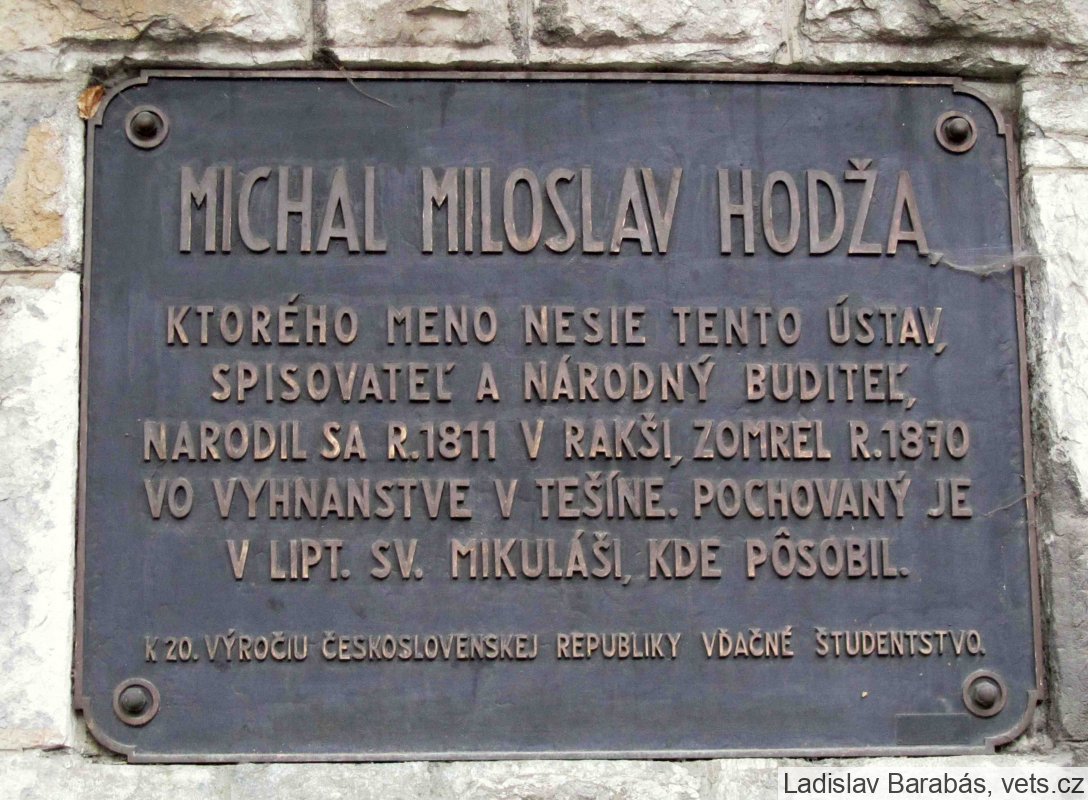 MICHAL MILOSLAV HODŽA,
KTORÉHO MENO NESIE TENTO ÚSTAV,
SPISOVATEĽ A NÁRODNÝ BUDITEĽ,
NARODIL SA R.1811 V RAKŠI, ZOMREL R.1870
VO VYHNANSTVE V TEŠÍNE. POCHOVANÝ JE
V LIPT. SV. MIKULÁŠI, KDE PÔSOBIL.
K 20. VÝROČIU ČESKOSLOVENSKEJ REPUBLIKY VĎAČNÉ ŠTUDENTSTVO.
Ladislav Barabás, vets.cz